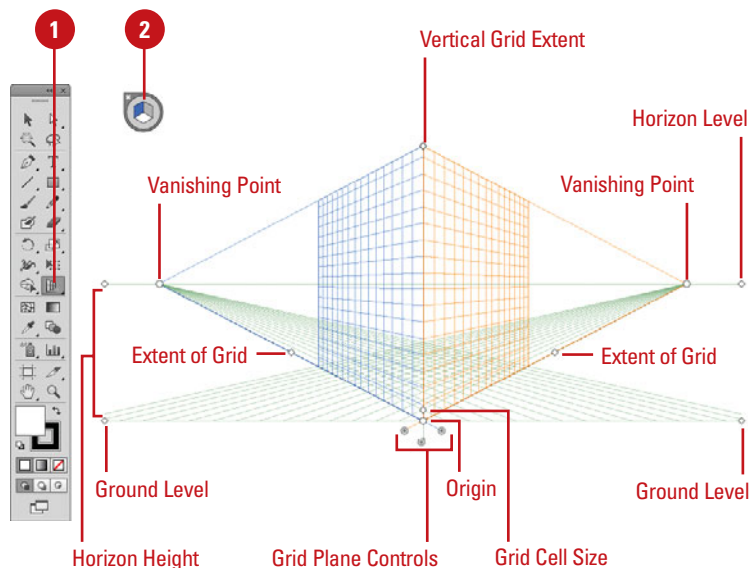 1
2
Vertical Grid Extent
Horizon Level
Vanishing Point
Vanishing Point
T
Extent of Grid
Extent of Grid
Ground Level
Origin
Ground Level
Horizon Height
Grid Plane Controls
Grid Cell Size